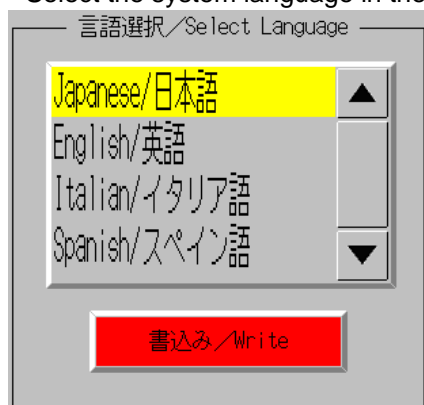 Select the system language in the
言語選択／Select Language
Japanese/日本語
English/英語
Italian/イタリア語
Spanish/スペイン語
書込み／Write